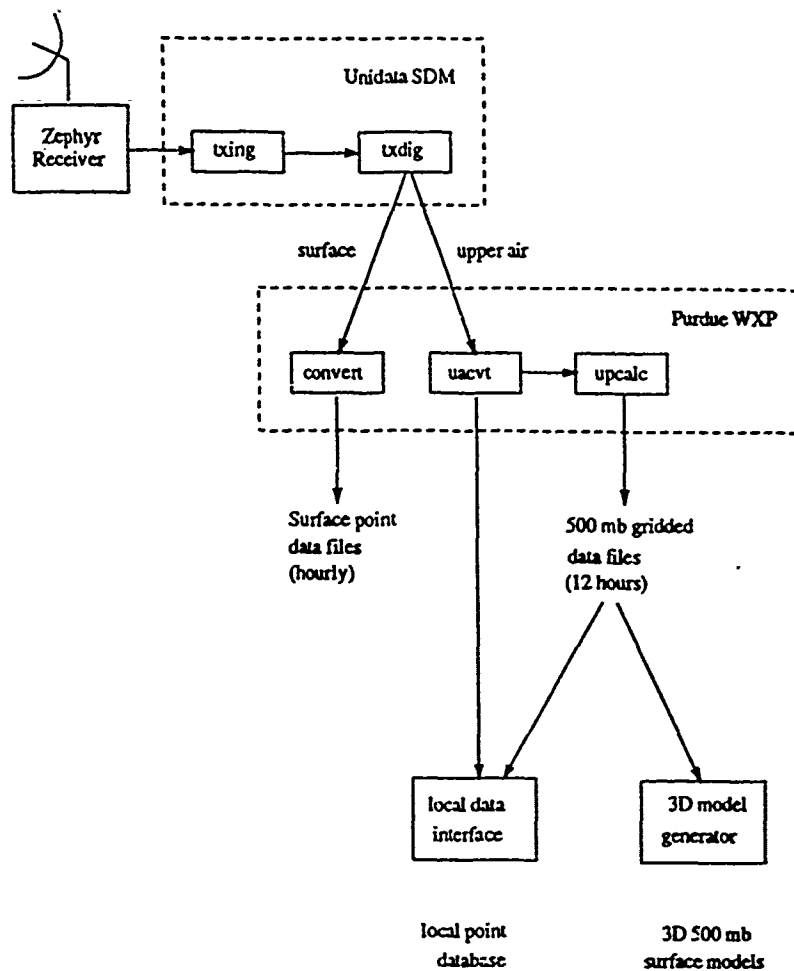 Unidata SDM
Zephyr
Receiver
txing
txdig
surface
upper air
Purdue WXP
convert
uacvt
upcalc
Surface point
data files
(hourly)
500 mb gridded
data files
(12 hours)
local data
interface
3D model
generator
local point
database
3D 500 mb
surface models